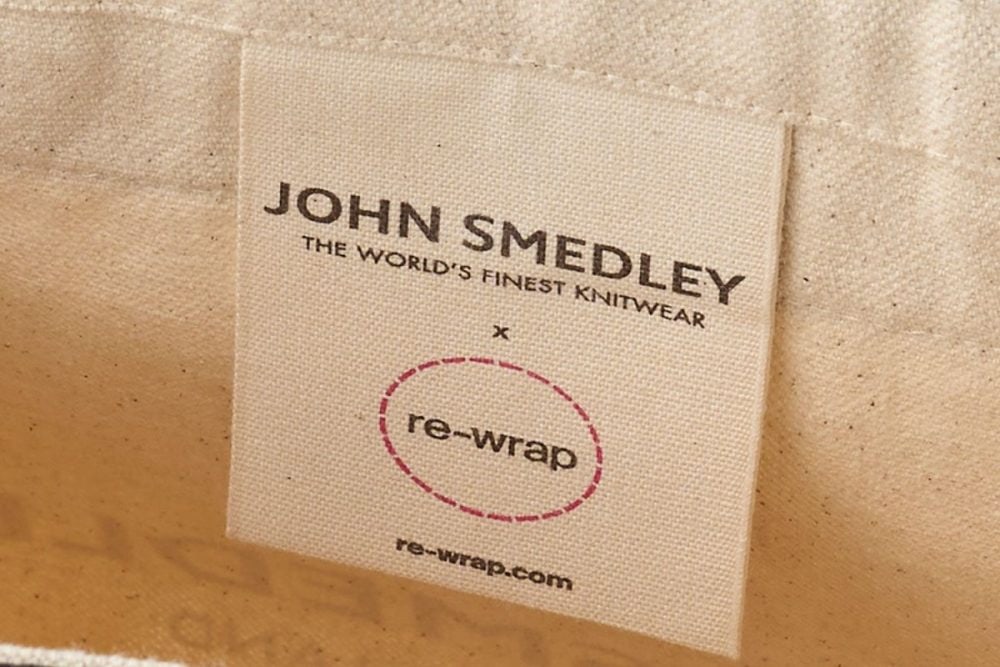 JOHN SMEDLEY
THE WORLD'S FINEST KNITWEAR
x
re-wrap
re-wrap.com